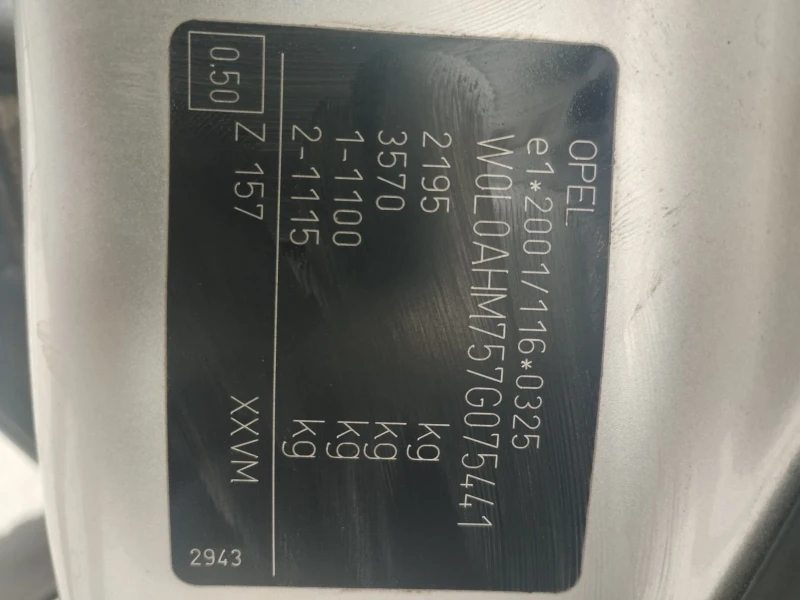 OPEL
e1*2001/116*0325
W0L0AHM757G075441
2195 kg
3570 kg
1-1100 kg
2-1115 kg
0.50 Z 157 XXVM
2943